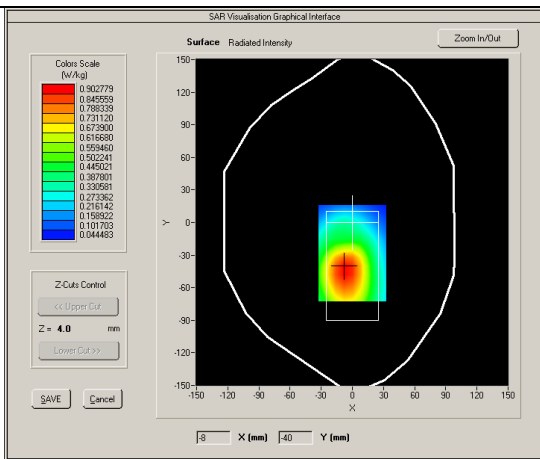 SAR Visualisation Graphical Interface
Surface Radiated Intensity
Zoom In/Out
Colors Scale
(W/kg)
0.902779
0.845559
0.788339
0.731120
0.673900
0.616680
0.559460
0.502241
0.445021
0.387801
0.330581
0.273362
0.216142
0.158922
0.101703
0.044483
Z-Cuts Control
<< Upper Cut
Z = 4.0 mm
Lower Cut >>
SAVE Cancel
150
120
90
60
30
0
-30
-60
-90
-120
-150
Y
-150 -120 -90 -60 -30 0 30 60 90 120 150
X
-8 X (mm) -40 Y (mm)